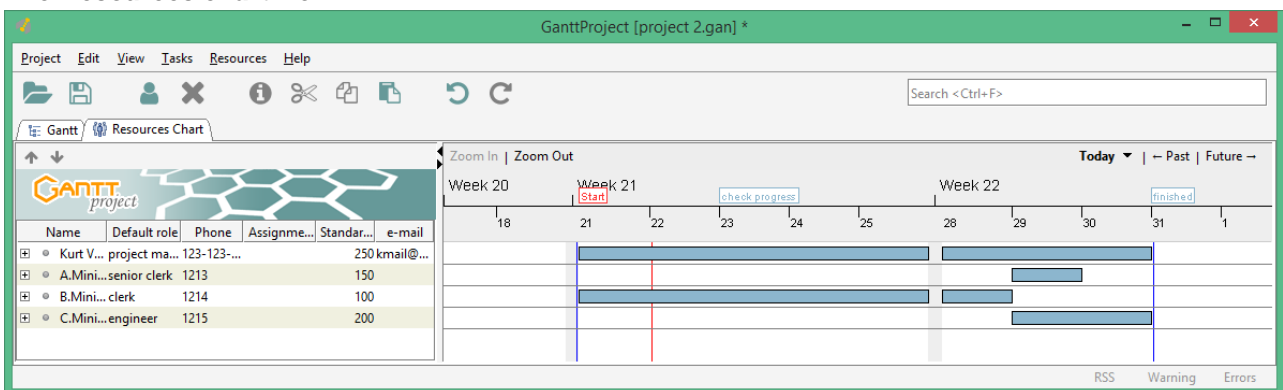 GanttProject [project 2.gan] *
Project Edit View Tasks Resources Help
Search <Ctrl+F>
Gantt Resources Chart
Zoom In | Zoom Out Today ▼ | ← Past | Future →
GANTT project
Week 20 Week 21 Week 22
Start check progress finished
18 21 22 23 24 25 28 29 30 31 1
Name Default role Phone Assignme... Standar... e-mail
Kurt V... project ma... 123-123-... 250 kmail@...
A.Mini... senior clerk 1213 150
B.Mini... clerk 1214 100
C.Mini... engineer 1215 200
RSS Warning Errors